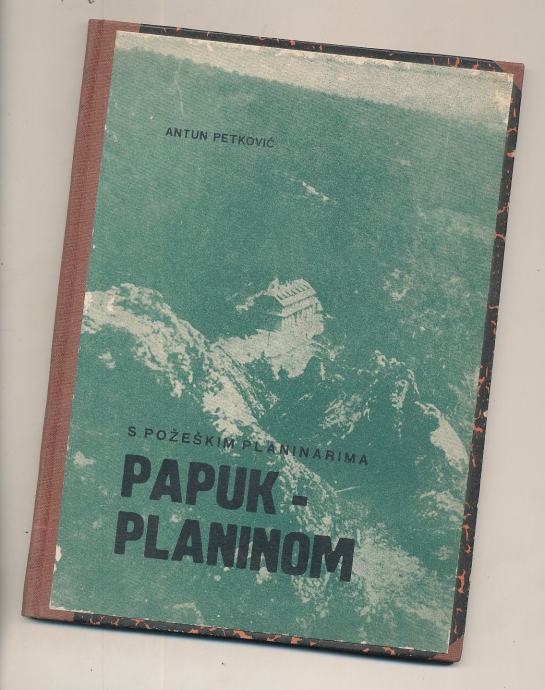 ANTUN PETKOVIĆ
S POŽEŠKIM PLANINARIMA
PAPUK -
PLANINOM